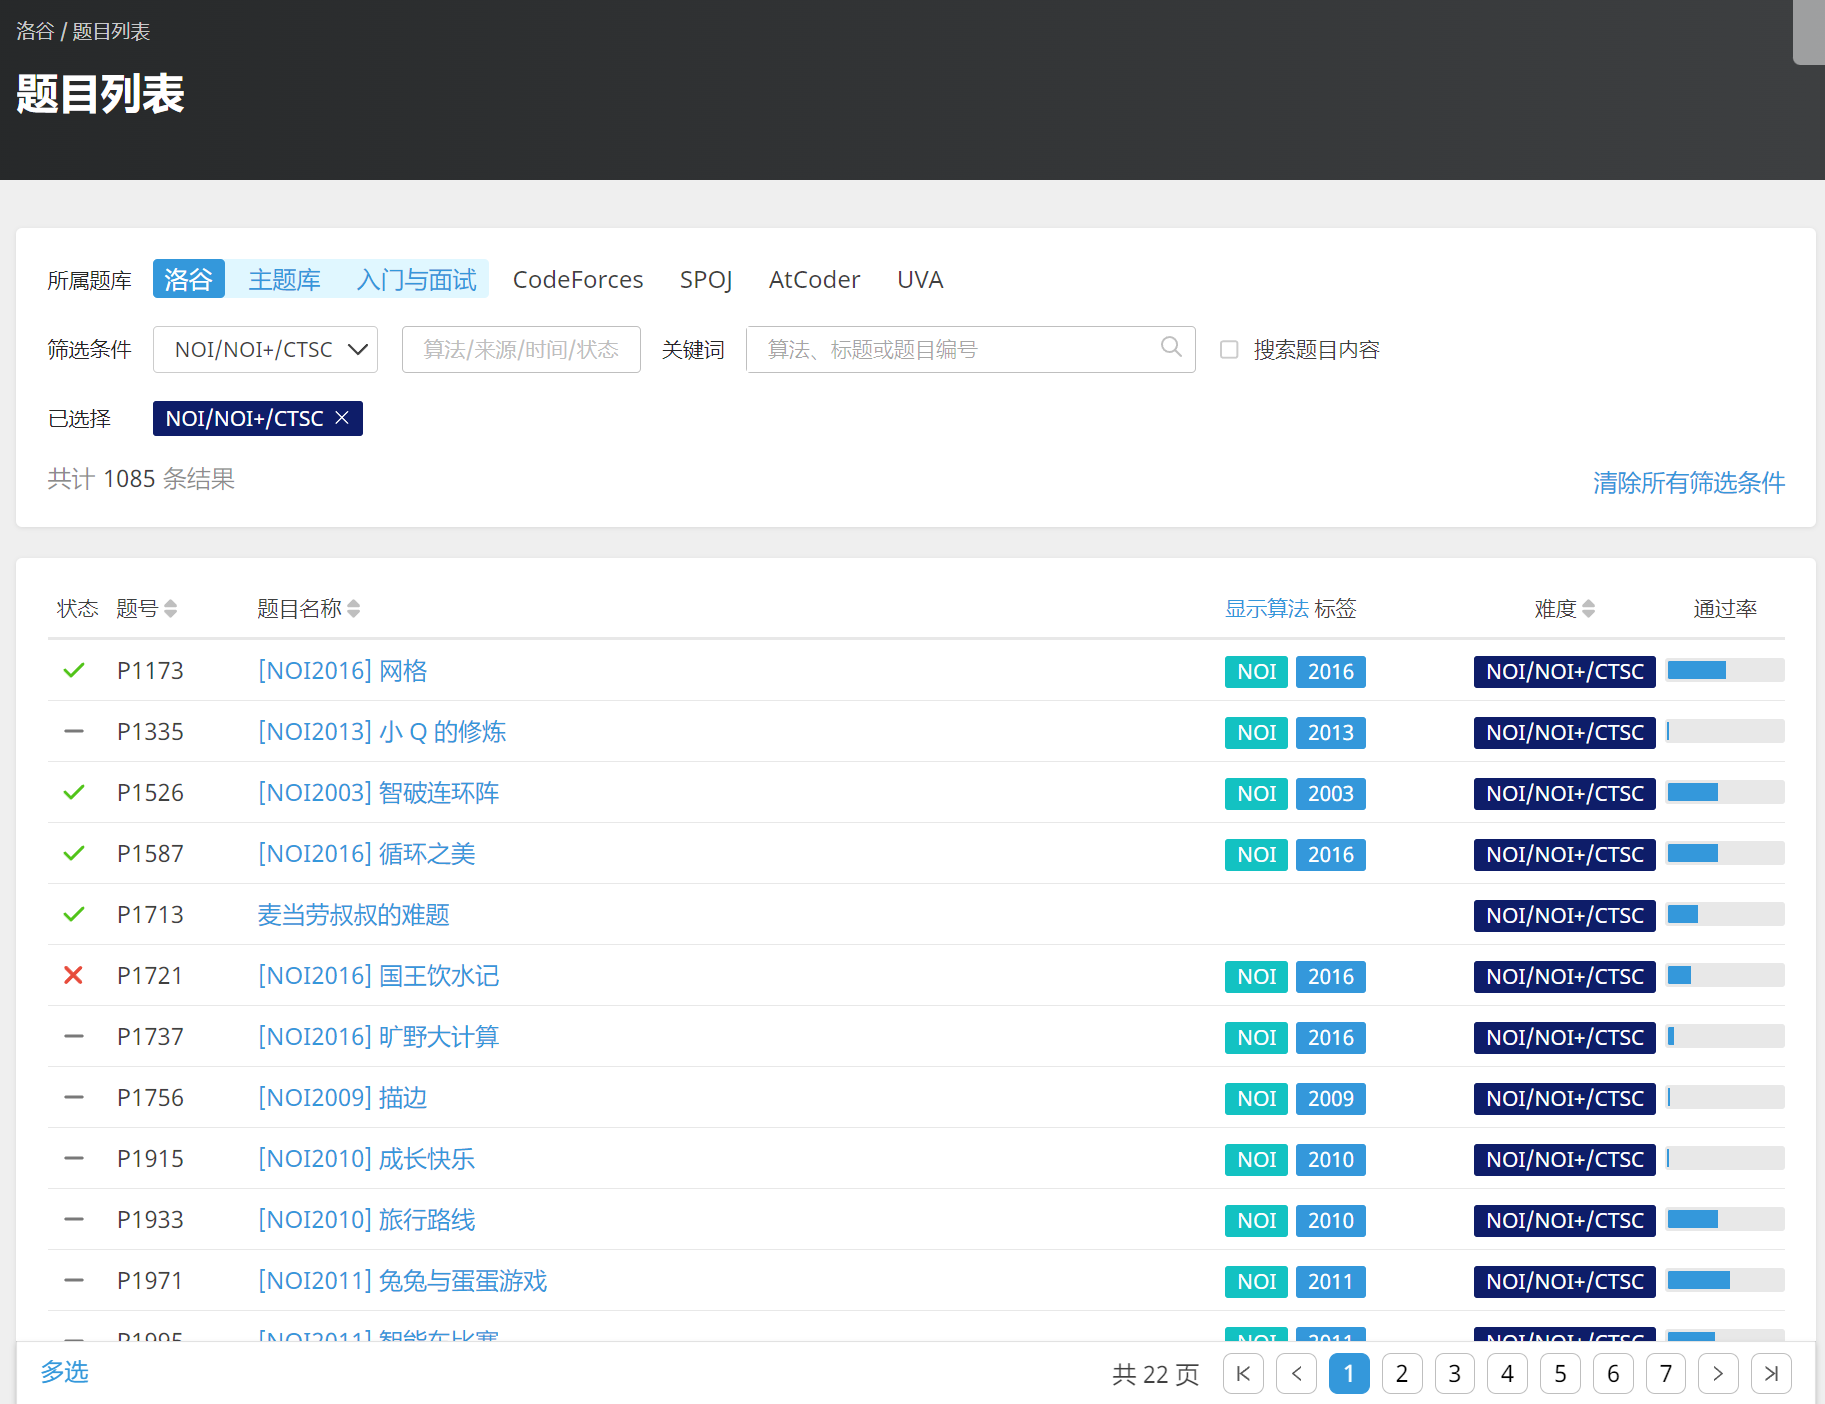 洛谷 / 题目列表
题目列表
所属题库 洛谷 主题库 入门与面试 CodeForces SPOJ AtCoder UVA
筛选条件 NOI/NOI+/CTSC 算法/来源/时间/状态 关键词 算法、标题或题目编号 搜索题目内容
已选择 NOI/NOI+/CTSC
共计 1085 条结果 清除所有筛选条件
状态 题号 题目名称 显示算法 标签 难度 通过率
P1173 [NOI2016] 网格 NOI 2016 NOI/NOI+/CTSC
P1335 [NOI2013] 小 Q 的修炼 NOI 2013 NOI/NOI+/CTSC
P1526 [NOI2003] 智破连环阵 NOI 2003 NOI/NOI+/CTSC
P1587 [NOI2016] 循环之美 NOI 2016 NOI/NOI+/CTSC
P1713 麦当劳叔叔的难题 NOI/NOI+/CTSC
P1721 [NOI2016] 国王饮水记 NOI 2016 NOI/NOI+/CTSC
P1737 [NOI2016] 旷野大计算 NOI 2016 NOI/NOI+/CTSC
P1756 [NOI2009] 描边 NOI 2009 NOI/NOI+/CTSC
P1915 [NOI2010] 成长快乐 NOI 2010 NOI/NOI+/CTSC
P1933 [NOI2010] 旅行路线 NOI 2010 NOI/NOI+/CTSC
P1971 [NOI2011] 兔兔与蛋蛋游戏 NOI 2011 NOI/NOI+/CTSC
P1995 [NOI2011] 智能车比赛 NOI 2011 NOI/NOI+/CTSC
多选 共 22 页 1 2 3 4 5 6 7